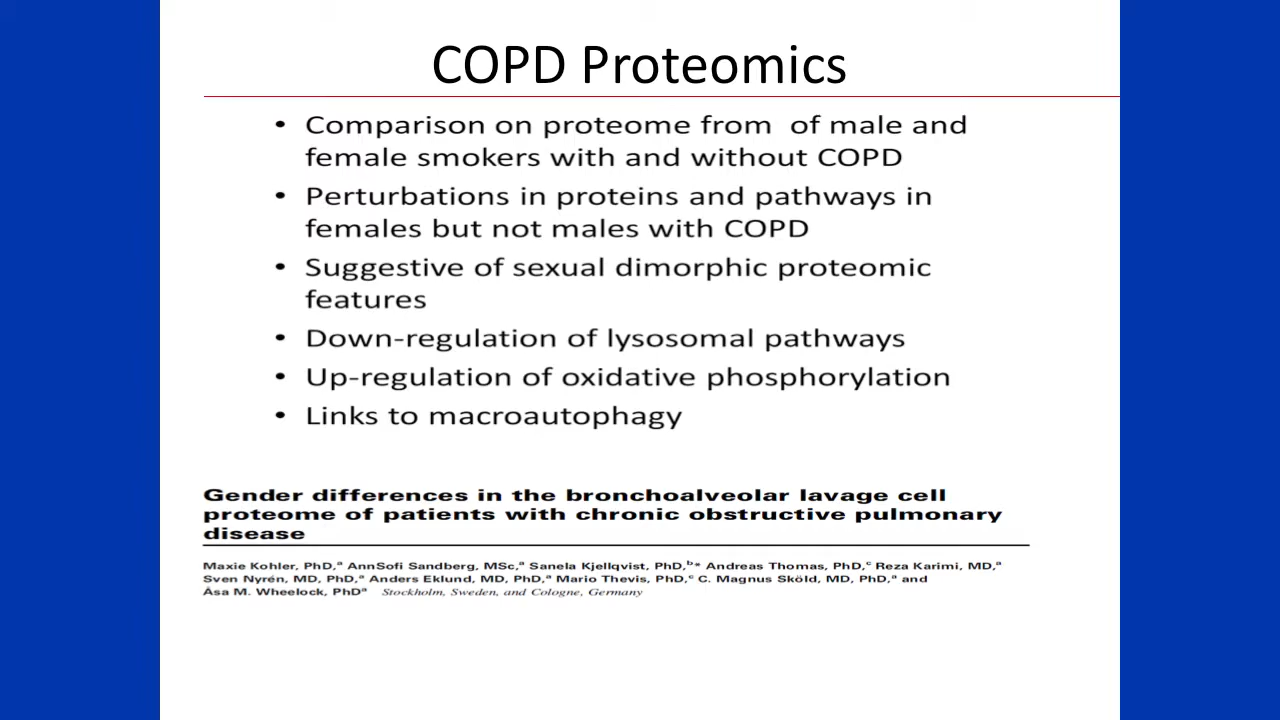 COPD Proteomics
• Comparison on proteome from  of male and
female smokers with and without COPD
• Perturbations in proteins and pathways in
females but not males with COPD
• Suggestive of sexual dimorphic proteomic
features
• Down-regulation of lysosomal pathways
• Up-regulation of oxidative phosphorylation
• Links to macroautophagy
Gender differences in the bronchoalveolar lavage cell
proteome of patients with chronic obstructive pulmonary
disease
Maxie Kohler, PhD,ᵃ AnnSofi Sandberg, MSc,ᵃ Sanela Kjellqvist, PhD,ᵇ* Andreas Thomas, PhD,ᶜ Reza Karimi, MD,ᵃ
Sven Nyrén, MD, PhD,ᵃ Anders Eklund, MD, PhD,ᵃ Mario Thevis, PhD,ᶜ C. Magnus Sköld, MD, PhD,ᵃ and
Åsa M. Wheelock, PhDᵃ Stockholm, Sweden, and Cologne, Germany